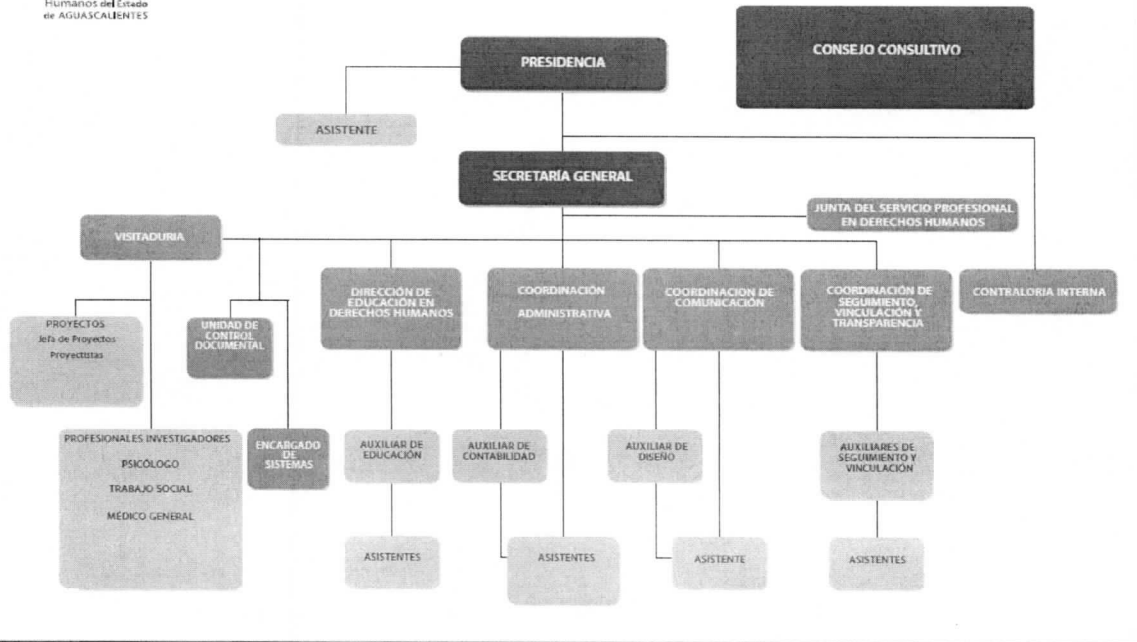 Humanos del Estado
de AGUASCALIENTES
PRESIDENCIA
CONSEJO CONSULTIVO
ASISTENTE
SECRETARÍA GENERAL
JUNTA DEL SERVICIO PROFESIONAL
EN DERECHOS HUMANOS
VISITADURIA
DIRECCIÓN DE
EDUCACIÓN EN
DERECHOS HUMANOS
COORDINACIÓN
ADMINISTRATIVA
COORDINACION DE
COMUNICACIÓN
COORDINACIÓN DE
SEGUIMIENTO,
VINCULACIÓN Y
TRANSPARENCIA
CONTRALORIA INTERNA
PROYECTOS
Jefa de Proyectos
Proyectistas
UNIDAD DE
CONTROL
DOCUMENTAL
PROFESIONALES INVESTIGADORES
PSICÓLOGO
TRABAJO SOCIAL
MÉDICO GENERAL
ENCARGADO
DE
SISTEMAS
AUXILIAR DE
EDUCACIÓN
AUXILIAR DE
CONTABILIDAD
AUXILIAR DE
DISEÑO
AUXILIARES DE
SEGUIMIENTO Y
VINCULACIÓN
ASISTENTES
ASISTENTES
ASISTENTE
ASISTENTES